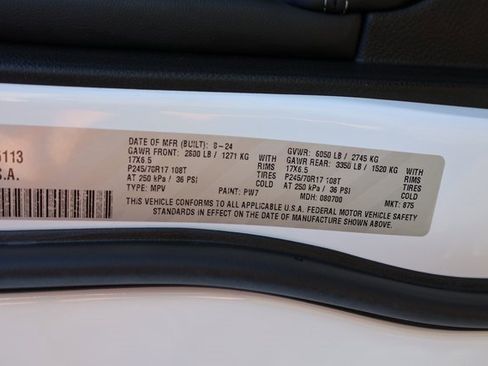 5113
S.A.
DATE OF MFR (BUILT): 8-24 GVWR: 6050 LB / 2745 KG
GAWR FRONT: 2800 LB / 1271 KG WITH GAWR REAR: 3350 LB / 1520 KG WITH
17X6.5 RIMS 17X6.5 RIMS
P245/70R17 108T TIRES P245/70R17 108T TIRES
AT 250 kPa / 36 PSI COLD AT 250 kPa / 36 PSI COLD
TYPE: MPV PAINT: PW7 MDH: 080700 MKT: 875
THIS VEHICLE CONFORMS TO ALL APPLICABLE U.S.A. FEDERAL MOTOR VEHICLE SAFETY
STANDARDS IN EFFECT ON THE DATE OF MANUFACTURE SHOWN ABOVE.